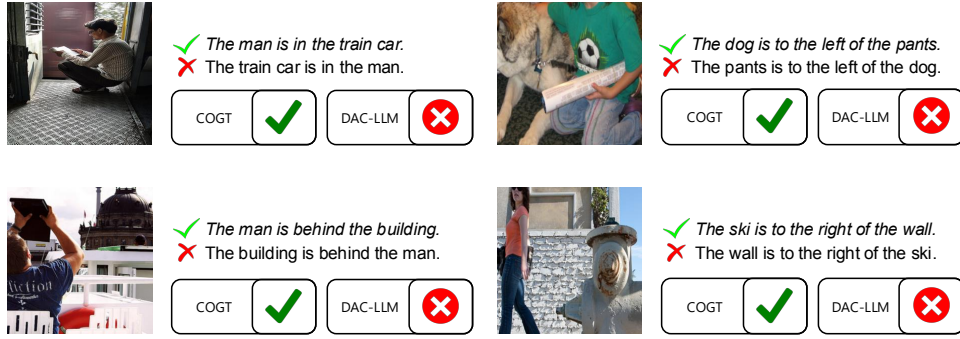 The man is in the train car.
The train car is in the man.
COGT
DAC-LLM
The dog is to the left of the pants.
The pants is to the left of the dog.
COGT
DAC-LLM
The man is behind the building.
The building is behind the man.
COGT
DAC-LLM
fliction
The ski is to the right of the wall.
The wall is to the right of the ski.
COGT
DAC-LLM